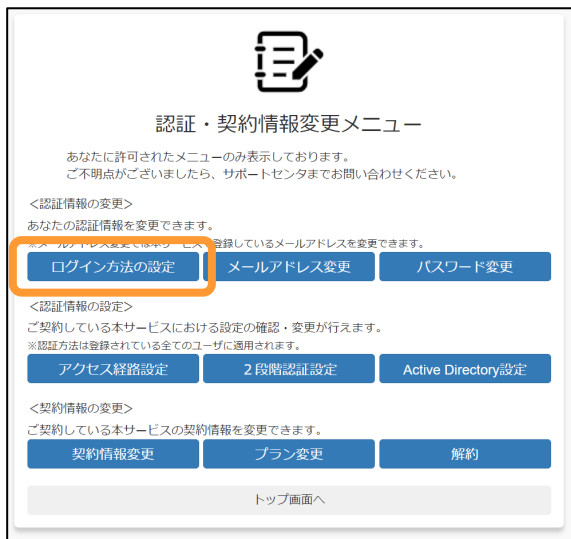 認証・契約情報変更メニュー
あなたに許可されたメニューのみ表示しております。
ご不明点がございましたら、サポートセンタまでお問い合わせください。
<認証情報の変更>
あなたの認証情報を変更できます。
※メールアドレス変更では本サービスで登録しているメールアドレスを変更できます。
ログイン方法の設定 メールアドレス変更 パスワード変更
<認証情報の設定>
ご契約している本サービスにおける設定の確認・変更が行えます。
※認証方法は登録されている全てのユーザに適用されます。
アクセス経路設定 2段階認証設定 Active Directory設定
<契約情報の変更>
ご契約している本サービスの契約情報を変更できます。
契約情報変更 プラン変更 解約
トップ画面へ